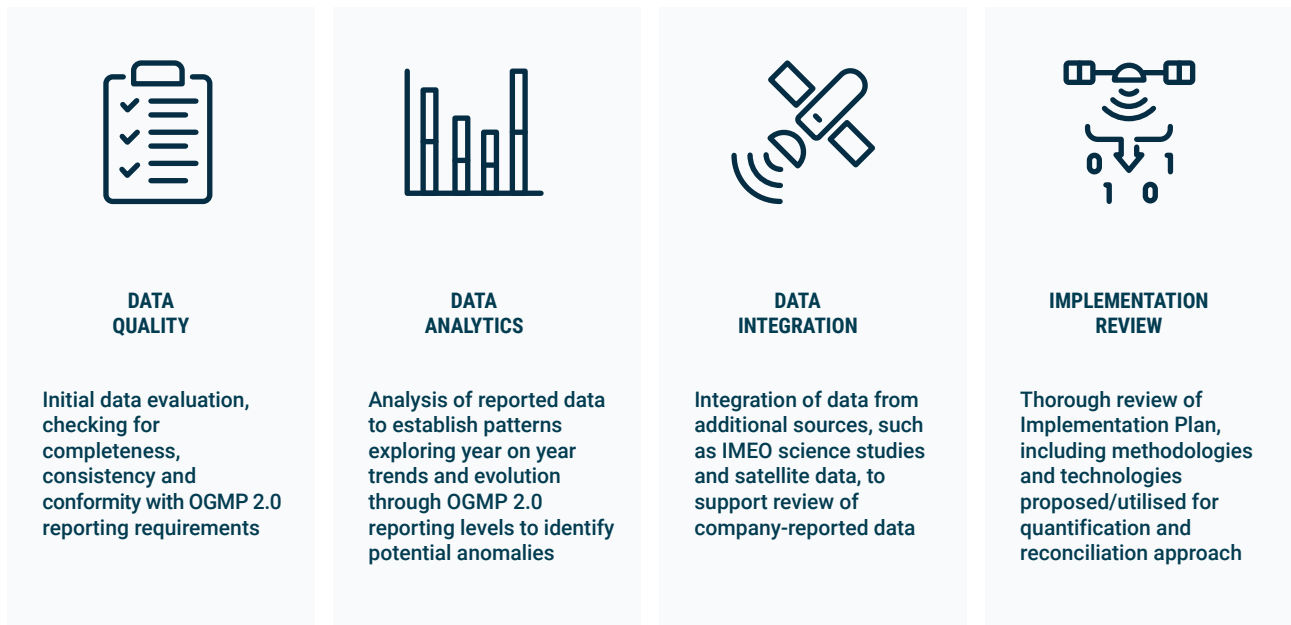 DATA
QUALITY
Initial data evaluation,
checking for
completeness,
consistency and
conformity with OGMP 2.0
reporting requirements
DATA
ANALYTICS
Analysis of reported data
to establish patterns
exploring year on year
trends and evolution
through OGMP 2.0
reporting levels to identify
potential anomalies
DATA
INTEGRATION
Integration of data from
additional sources, such
as IMEO science studies
and satellite data, to
support review of
company-reported data
0 1
1 0
IMPLEMENTATION
REVIEW
Thorough review of
Implementation Plan,
including methodologies
and technologies
proposed/utilised for
quantification and
reconciliation approach